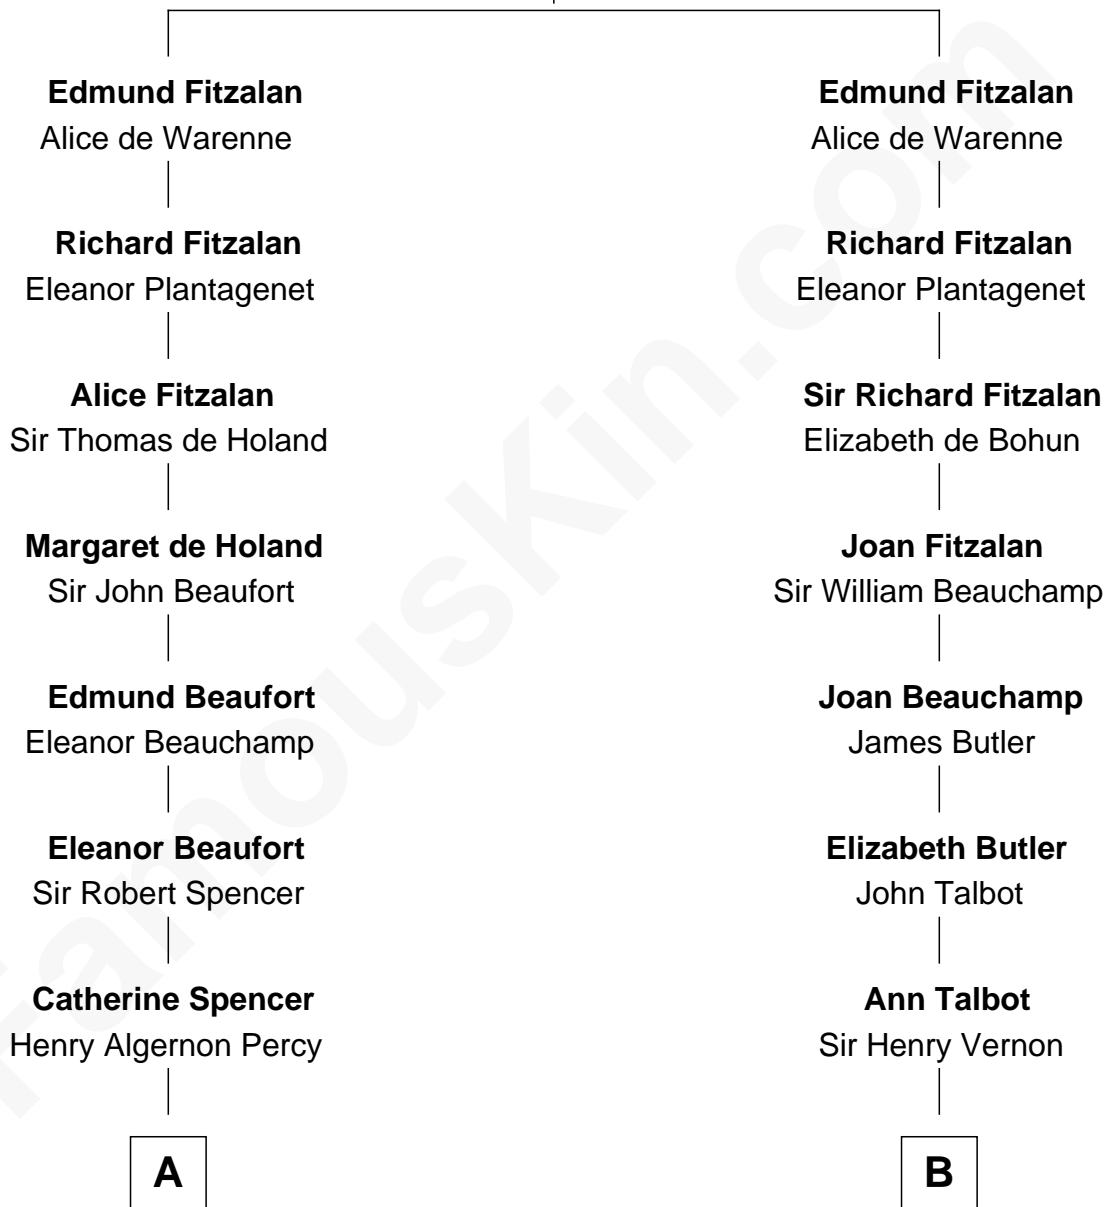 Edmund Fitzalan
Alice de Warenne
Richard Fitzalan
Eleanor Plantagenet
Alice Fitzalan
Sir Thomas de Holand
Margaret de Holand
Sir John Beaufort
Edmund Beaufort
Eleanor Beauchamp
Eleanor Beaufort
Sir Robert Spencer
Catherine Spencer
Henry Algernon Percy
A
Edmund Fitzalan
Alice de Warenne
Richard Fitzalan
Eleanor Plantagenet
Sir Richard Fitzalan
Elizabeth de Bohun
Joan Fitzalan
Sir William Beauchamp
Joan Beauchamp
James Butler
Elizabeth Butler
John Talbot
Ann Talbot
Sir Henry Vernon
B
FamousKin.com